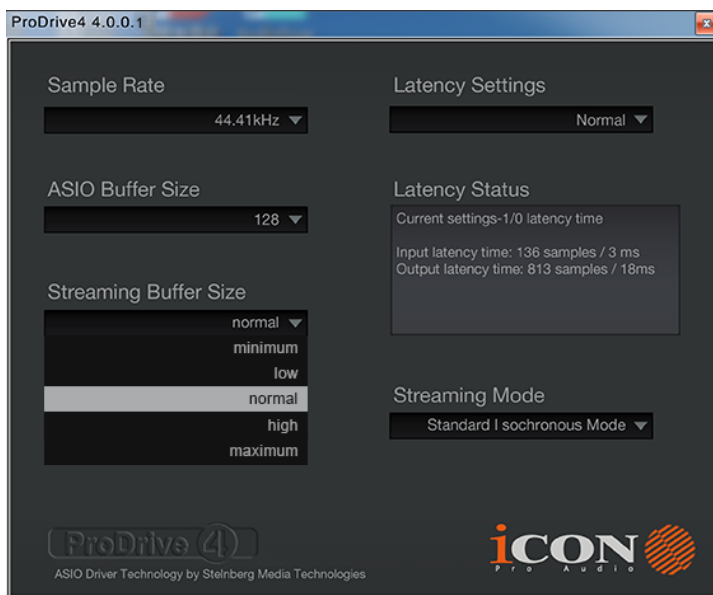 ProDrive4 4.0.0.1
x
Sample Rate
44.41kHz
ASIO Buffer Size
128
Streaming Buffer Size
normal
minimum
low
normal
high
maximum
Latency Settings
Normal
Latency Status
Current settings-1/0 latency time
Input latency time: 136 samples / 3 ms
Output latency time: 813 samples / 18ms
Streaming Mode
Standard I sochronous Mode
ProDrive 4
ASIO Driver Technology by Stelnberg Media Technologies
iCON
Pro Audio